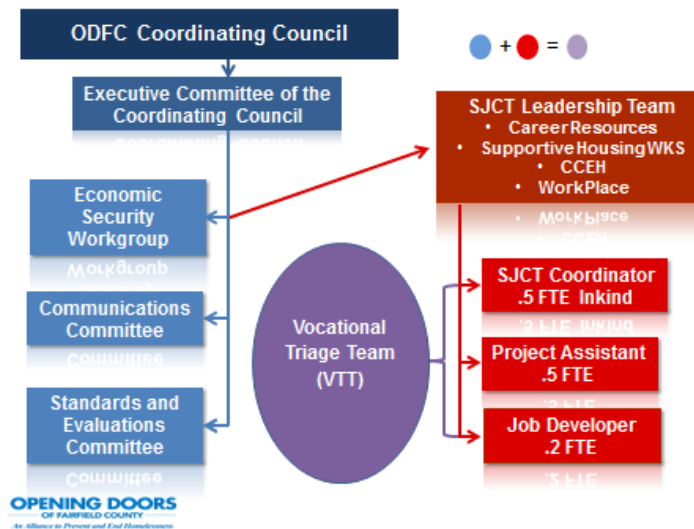 ODFC Coordinating Council
+ =
Executive Committee of the
Coordinating Council
SJCT Leadership Team
• Career Resources
• Supportive Housing WKS
• CCEH
• WorkPlace
Economic
Security
Workgroup
Communications
Committee
Standards and
Evaluations
Committee
Vocational
Triage Team
(VTT)
SJCT Coordinator
.5 FTE Inkind
Project Assistant
.5 FTE
Job Developer
.2 FTE
OPENING DOORS
OF FAIRFIELD COUNTY
An Alliance to Prevent and End Homelessness